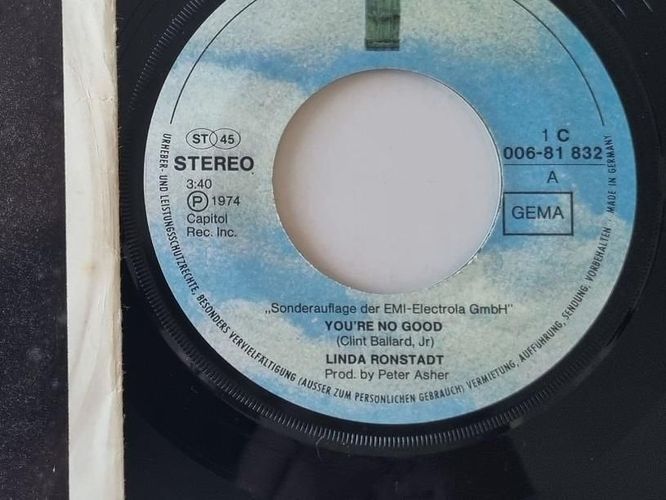 ST 45
STEREO
3:40
P 1974
Capitol
Rec. Inc.
1 C
006-81 832
A
GEMA
„Sonderauflage der EMI-Electrola GmbH"
YOU'RE NO GOOD
(Clint Ballard, Jr)
LINDA RONSTADT
Prod. by Peter Asher
URHEBER- UND LEISTUNGSSCHUTZRECHTE, BESONDERS VERVIELFÄLTIGUNG (AUSSER ZUM PERSÖNLICHEN GEBRAUCH) VERMIETUNG, AUFFÜHRUNG, SENDUNG, VORBEHALTEN · MADE IN GERMANY